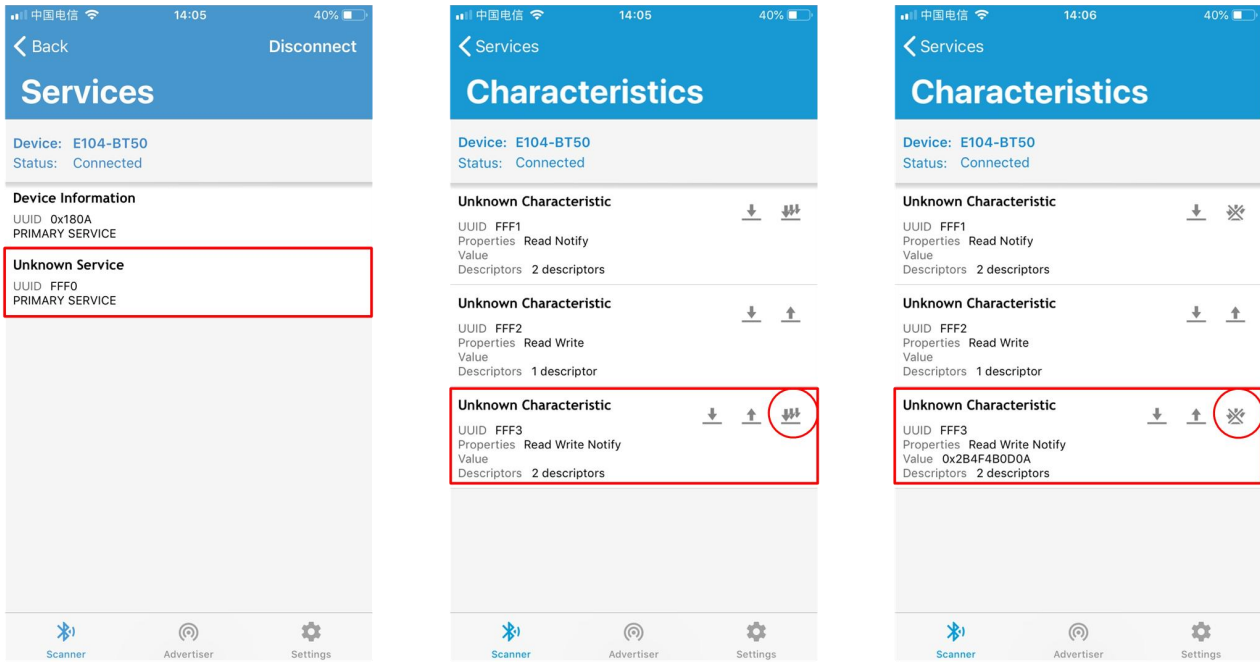 中国电信 14:05 40%
Back Disconnect
Services
Device: E104-BT50
Status: Connected
Device Information
UUID 0x180A
PRIMARY SERVICE
Unknown Service
UUID FFF0
PRIMARY SERVICE
Scanner Advertiser Settings
中国电信 14:05 40%
Services
Characteristics
Device: E104-BT50
Status: Connected
Unknown Characteristic
UUID FFF1
Properties Read Notify
Value
Descriptors 2 descriptors
Unknown Characteristic
UUID FFF2
Properties Read Write
Value
Descriptors 1 descriptor
Unknown Characteristic
UUID FFF3
Properties Read Write Notify
Value
Descriptors 2 descriptors
Scanner Advertiser Settings
中国电信 14:06 40%
Services
Characteristics
Device: E104-BT50
Status: Connected
Unknown Characteristic
UUID FFF1
Properties Read Notify
Value
Descriptors 2 descriptors
Unknown Characteristic
UUID FFF2
Properties Read Write
Value
Descriptors 1 descriptor
Unknown Characteristic
UUID FFF3
Properties Read Write Notify
Value 0x2B4F4B0D0A
Descriptors 2 descriptors
Scanner Advertiser Settings